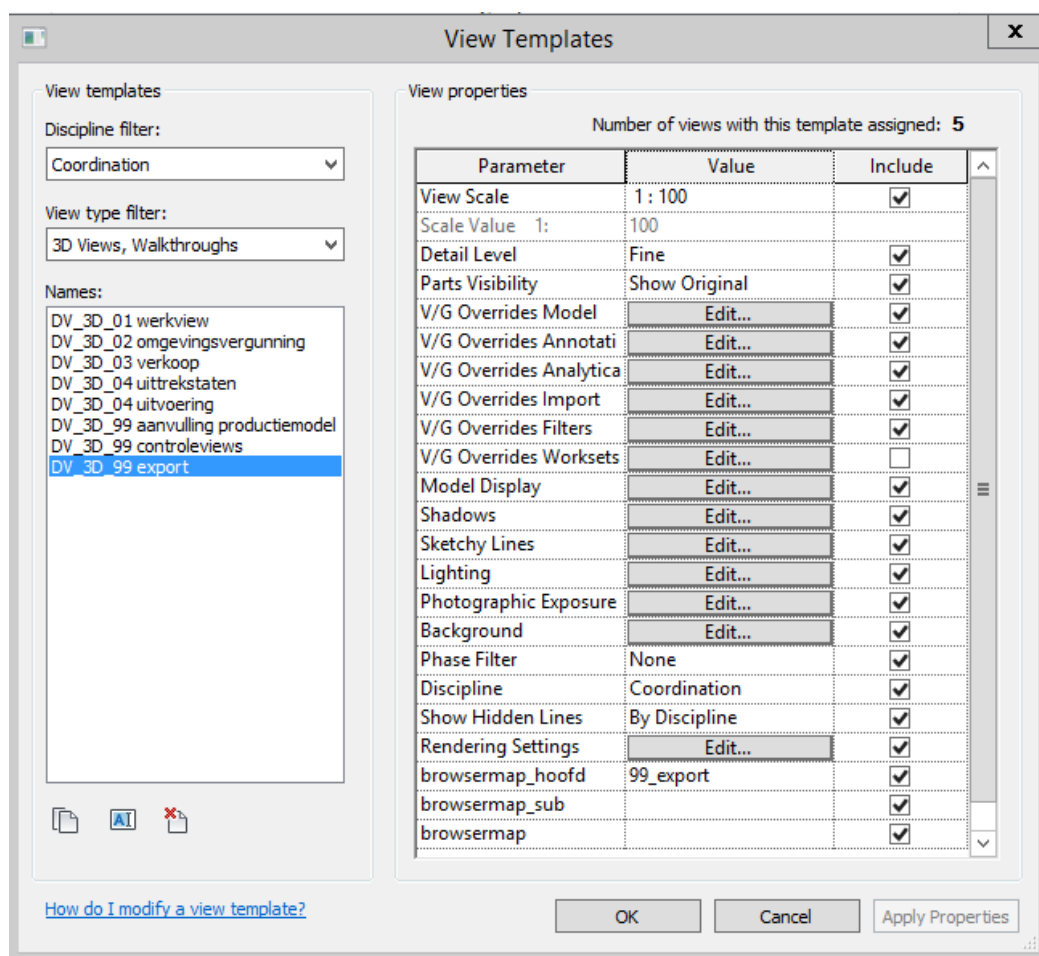 View Templates
x
View templates
Discipline filter:
Coordination
View type filter:
3D Views, Walkthroughs
Names:
DV_3D_01 werkview
DV_3D_02 omgevingsvergunning
DV_3D_03 verkoop
DV_3D_04 uittrekstaten
DV_3D_04 uitvoering
DV_3D_99 aanvulling productiemodel
DV_3D_99 controleviews
DV_3D_99 export
AI
How do I modify a view template?
View properties
Number of views with this template assigned: 5
Parameter Value Include
View Scale 1 : 100
Scale Value 1: 100
Detail Level Fine
Parts Visibility Show Original
V/G Overrides Model Edit...
V/G Overrides Annotati Edit...
V/G Overrides Analytica Edit...
V/G Overrides Import Edit...
V/G Overrides Filters Edit...
V/G Overrides Worksets Edit...
Model Display Edit...
Shadows Edit...
Sketchy Lines Edit...
Lighting Edit...
Photographic Exposure Edit...
Background Edit...
Phase Filter None
Discipline Coordination
Show Hidden Lines By Discipline
Rendering Settings Edit...
browsermap_hoofd 99_export
browsermap_sub
browsermap
OK Cancel Apply Properties